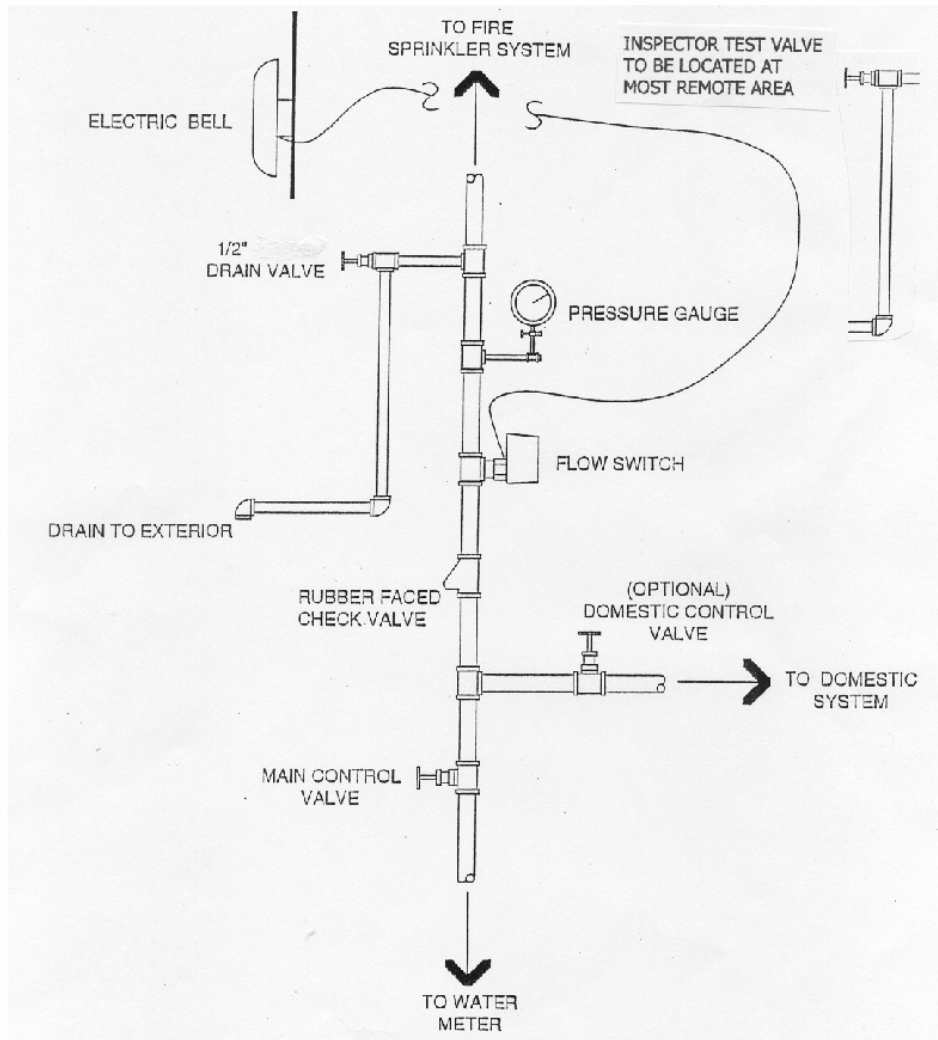 TO FIRE
SPRINKLER SYSTEM
INSPECTOR TEST VALVE
TO BE LOCATED AT
MOST REMOTE AREA
ELECTRIC BELL
1/2"
DRAIN VALVE
PRESSURE GAUGE
FLOW SWITCH
DRAIN TO EXTERIOR
RUBBER FACED
CHECK VALVE
(OPTIONAL)
DOMESTIC CONTROL
VALVE
TO DOMESTIC
SYSTEM
MAIN CONTROL
VALVE
TO WATER
METER